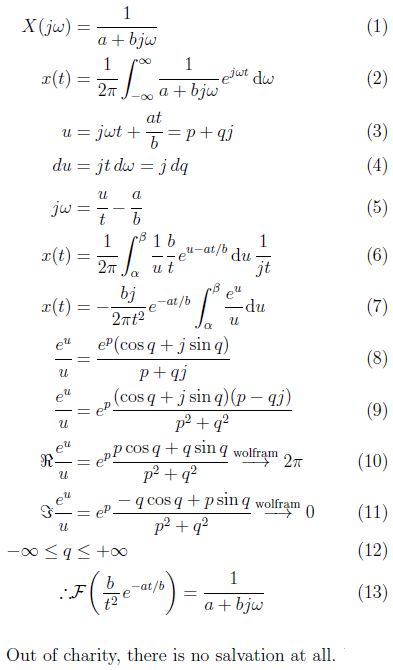 X(jω) = 1/(a + bjω) (1)
x(t) = 1/(2π) ∫_{-∞}^{∞} 1/(a + bjω) e^{jωt} dω (2)
u = jωt + at/b = p + qj (3)
du = jt dω = j dq (4)
jω = u/t − a/b (5)
x(t) = 1/(2π) ∫_α^β 1/u b/t e^{u−at/b} du 1/(jt) (6)
x(t) = −bj/(2πt²) e^{−at/b} ∫_α^β e^u/u du (7)
e^u/u = e^p(cos q + j sin q)/(p + qj) (8)
e^u/u = e^p (cos q + j sin q)(p − qj)/(p² + q²) (9)
ℜ e^u/u = e^p (p cos q + q sin q)/(p² + q²) wolfram⟶ 2π (10)
ℑ e^u/u = e^p (−q cos q + p sin q)/(p² + q²) wolfram⟶ 0 (11)
−∞ ≤ q ≤ +∞ (12)
∴ℱ(b/t² e^{−at/b}) = 1/(a + bjω) (13)
Out of charity, there is no salvation at all.